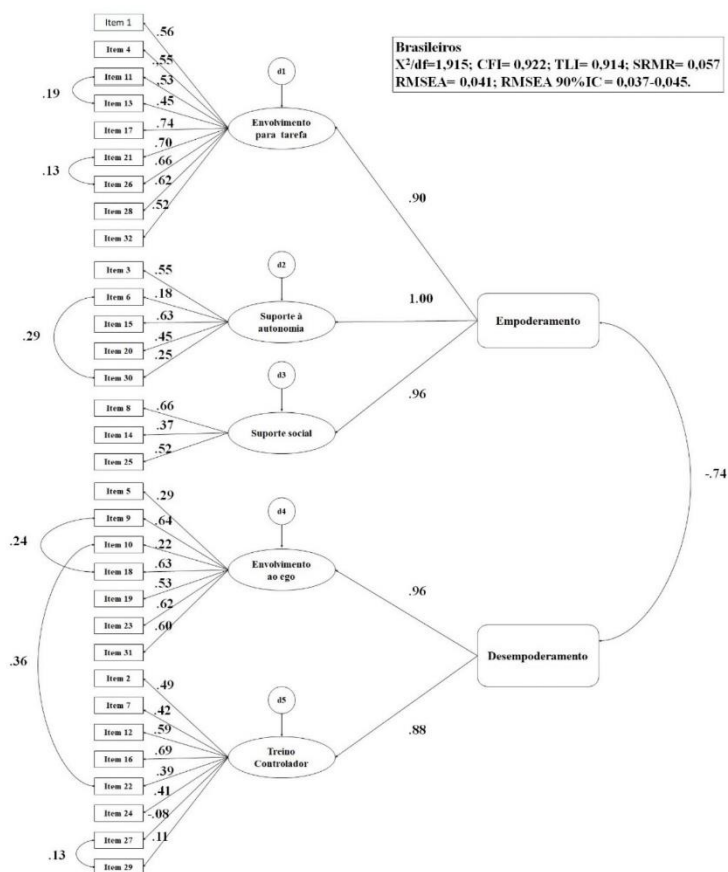 Brasileiros
X²/df=1,915; CFI= 0,922; TLI= 0,914; SRMR= 0,057
RMSEA= 0,041; RMSEA 90%IC = 0,037-0,045.
Item 1
.56
Item 4
.55
Item 11
.53
Item 13
.45
Item 17
.74
Item 21
.70
Item 26
.66
Item 28
.62
Item 32
.52
.19
.13
d1
Envolvimento
para tarefa
.90
Item 3
.55
Item 6
.18
Item 15
.63
Item 20
.45
Item 30
.25
.29
d2
Suporte à
autonomia
1.00
Empoderamento
Item 8
.66
Item 14
.37
Item 25
.52
d3
Suporte social
.96
-.74
Item 5
.29
Item 9
.64
Item 10
.22
Item 18
.63
Item 19
.53
Item 23
.62
Item 31
.60
.24
.36
d4
Envolvimento
ao ego
.96
Desempoderamento
Item 2
.49
Item 7
.42
Item 12
.59
Item 16
.69
Item 22
.39
Item 24
.41
Item 27
-.08
Item 29
.11
.13
d5
Treino
Controlador
.88